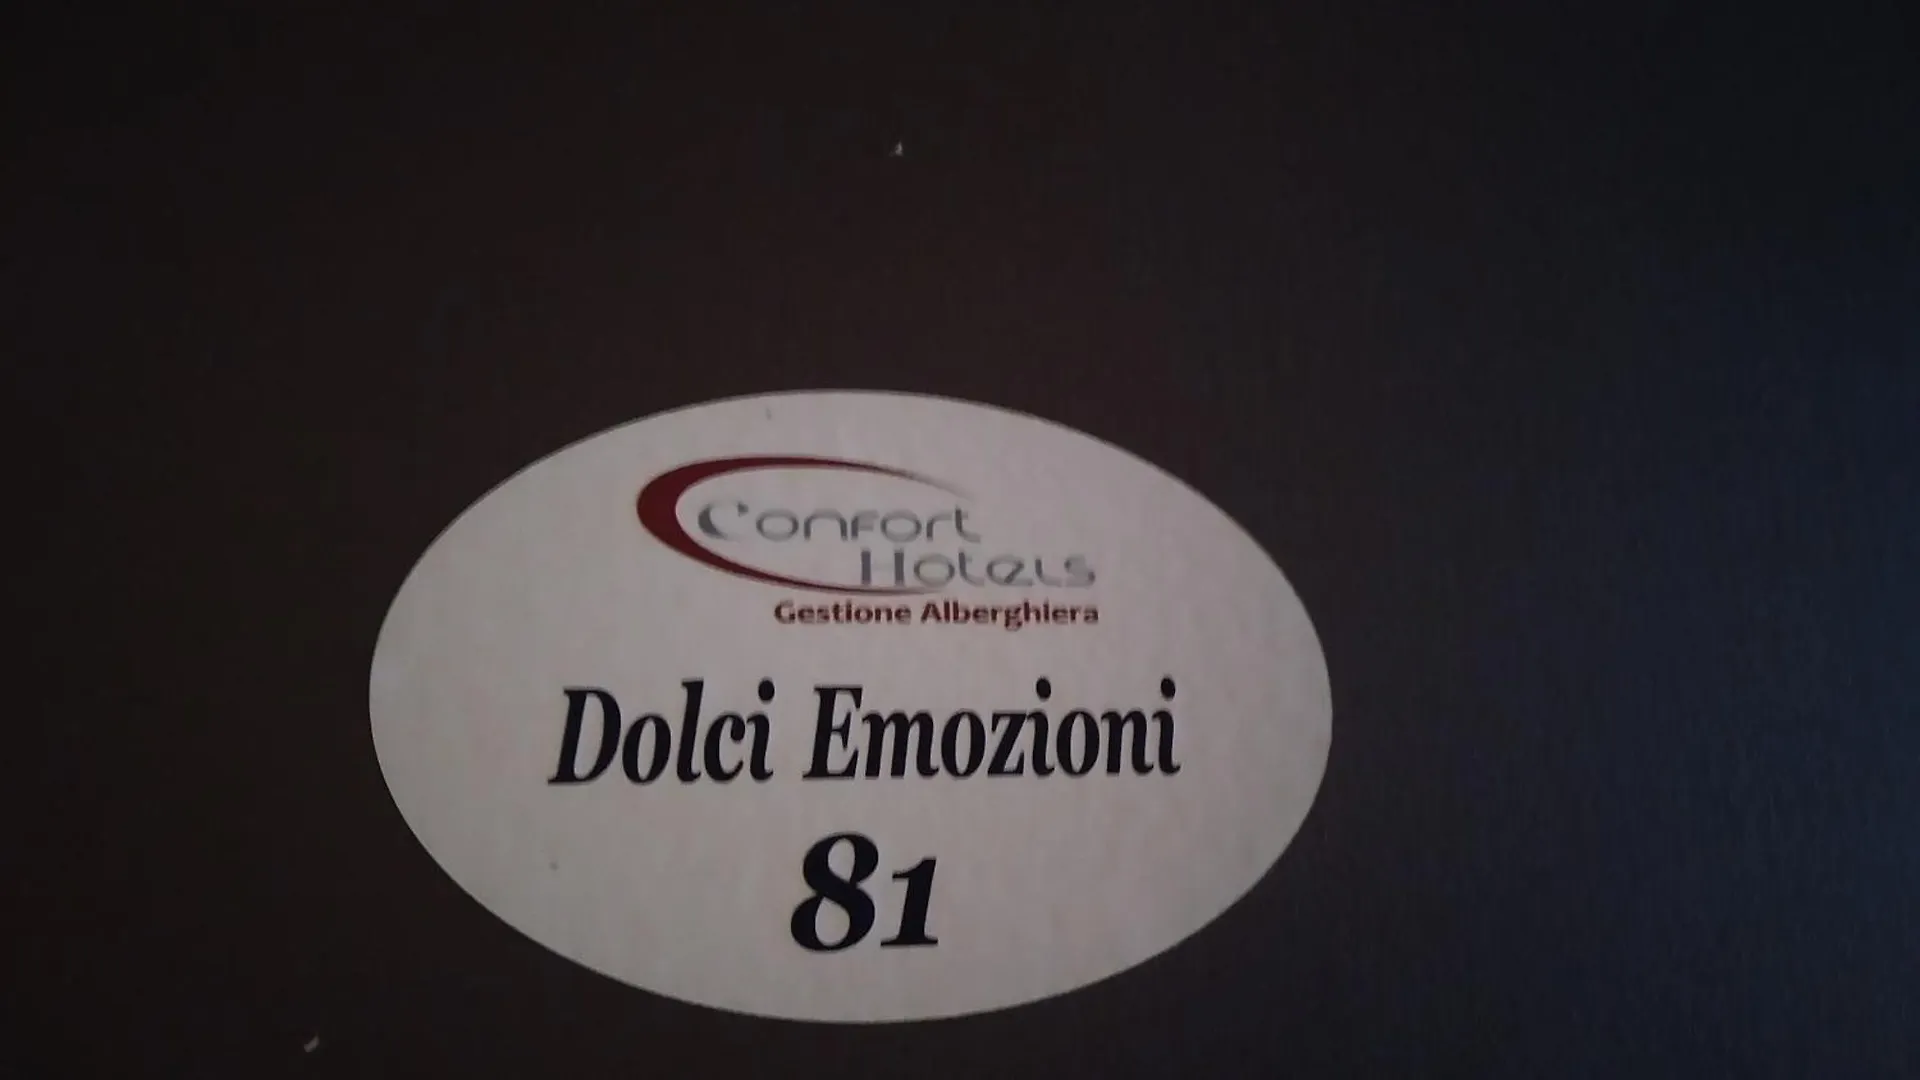 Confort
Hotels
Gestione Alberghiera
Dolci Emozioni
81